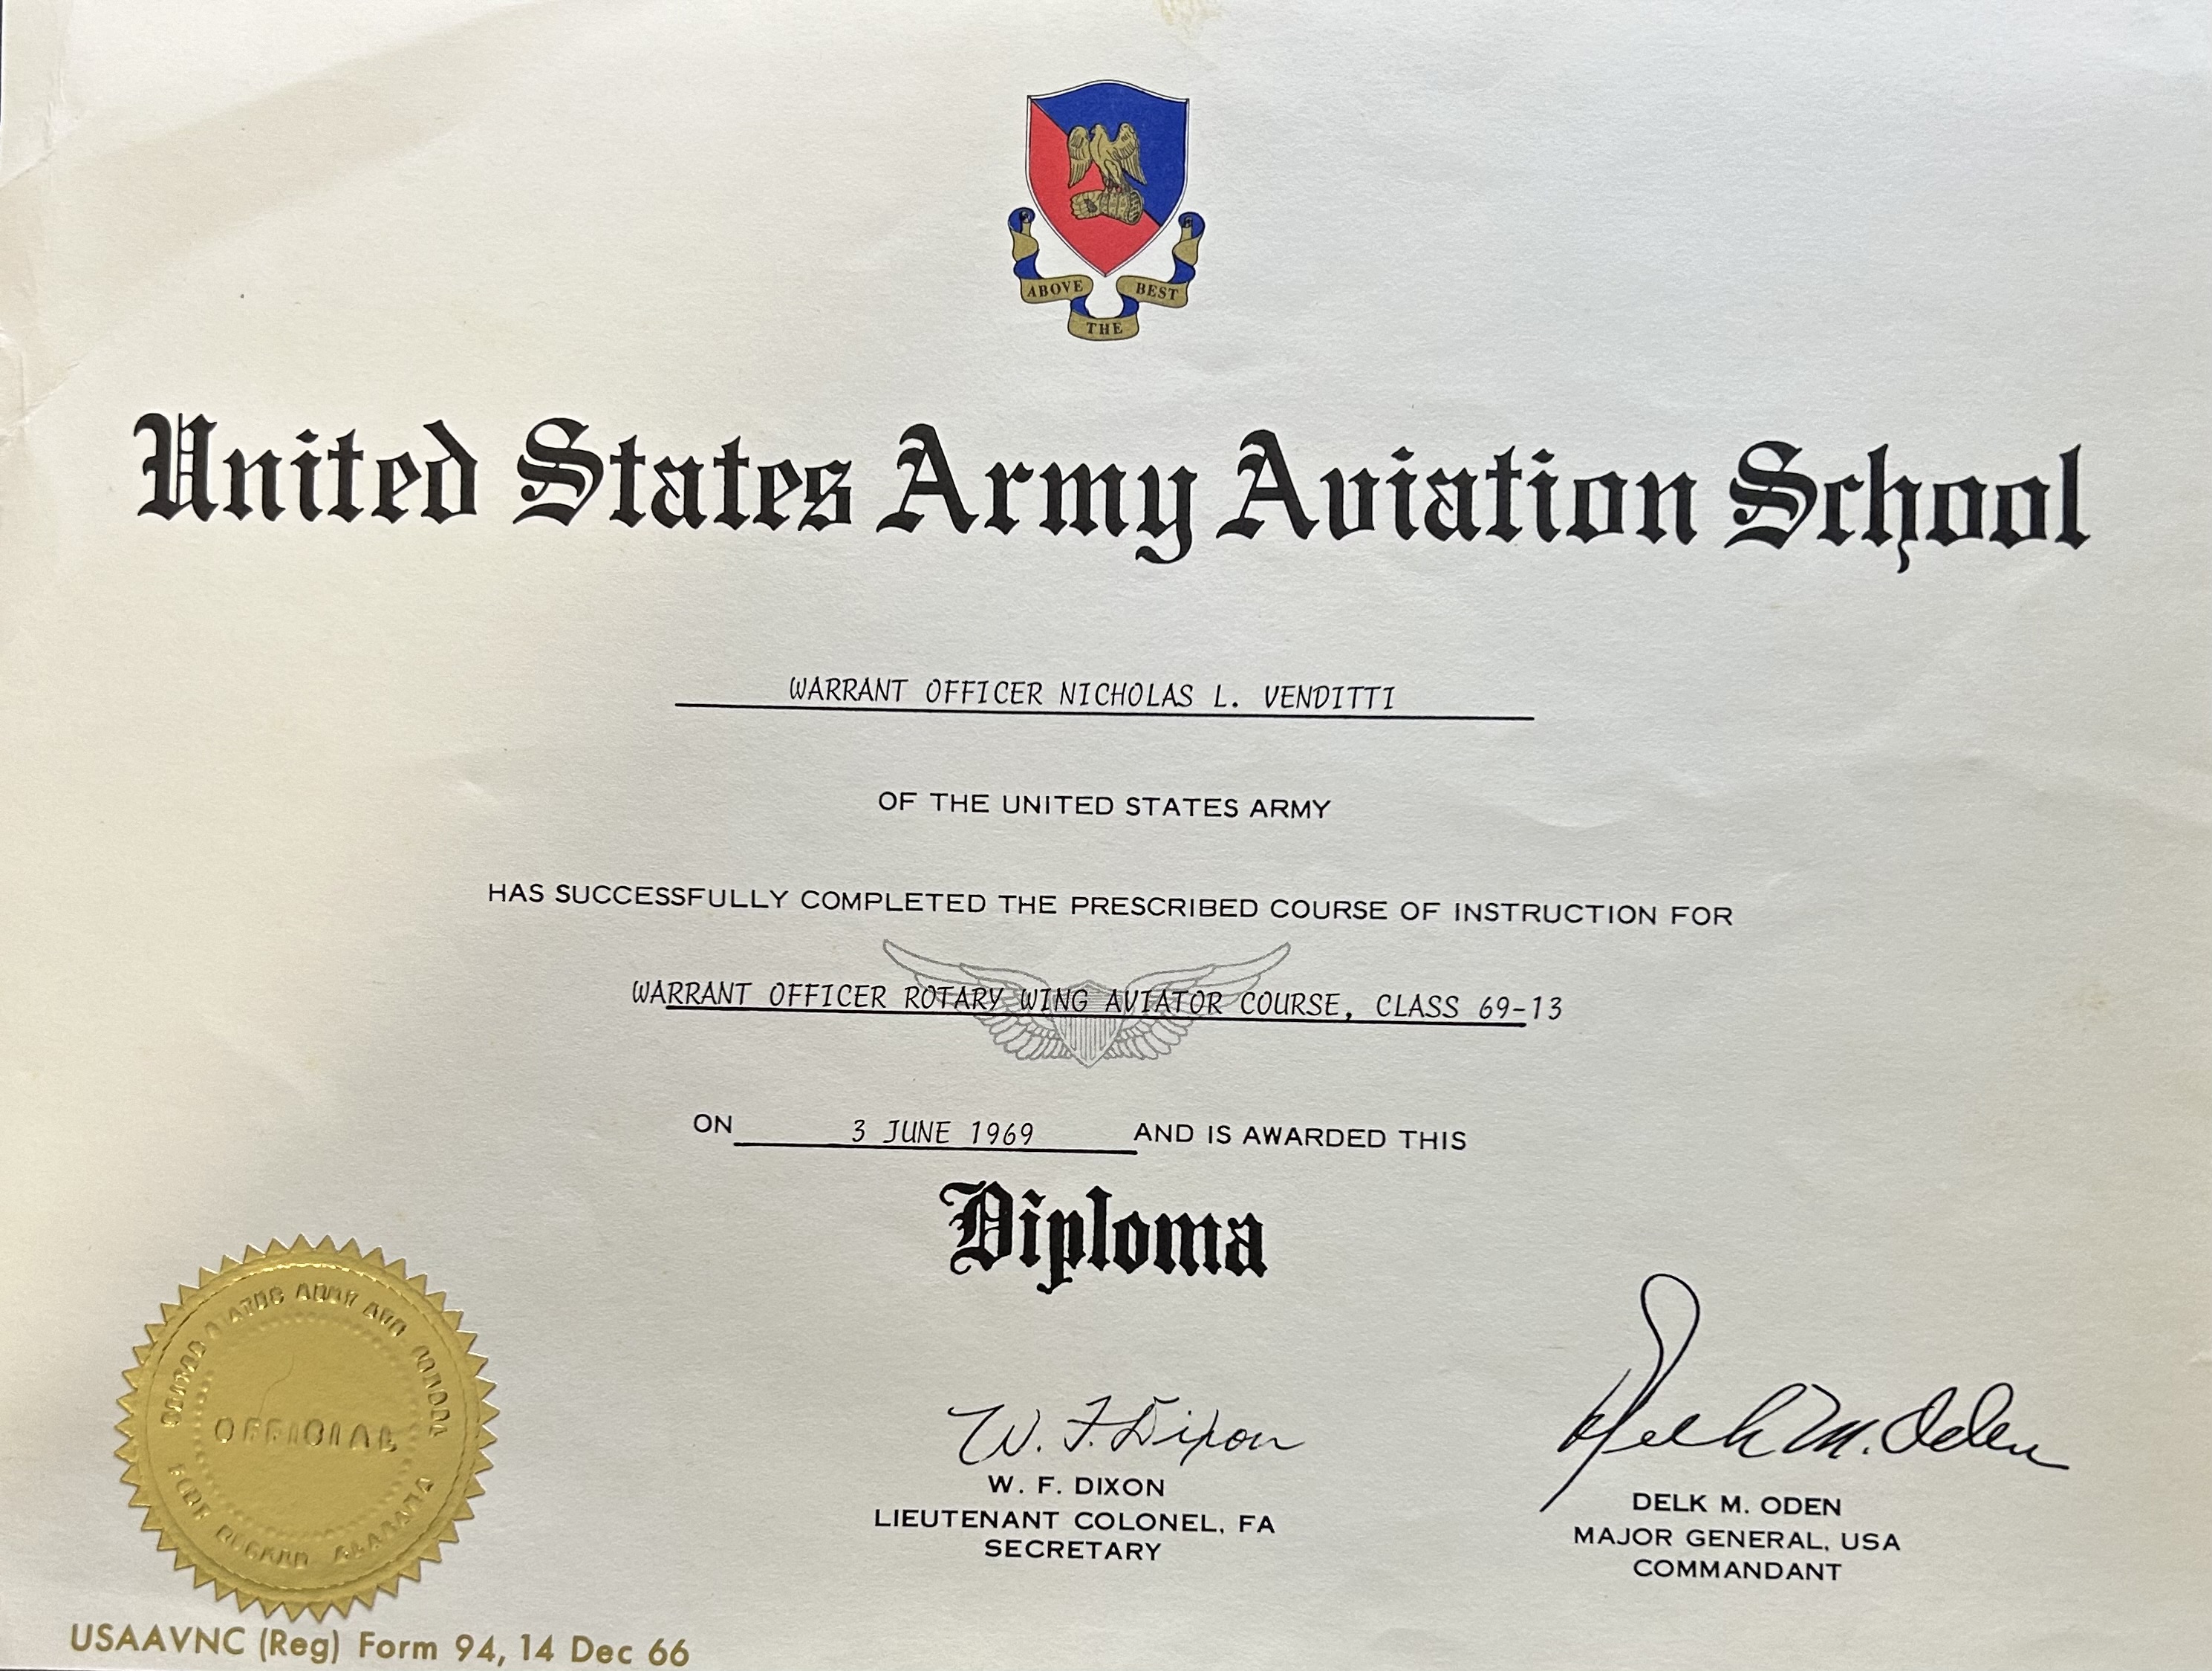 ABOVE THE BEST
United States Army Aviation School
WARRANT OFFICER NICHOLAS L. VENDITTI
OF THE UNITED STATES ARMY
HAS SUCCESSFULLY COMPLETED THE PRESCRIBED COURSE OF INSTRUCTION FOR
WARRANT OFFICER ROTARY WING AVIATOR COURSE, CLASS 69-13
ON 3 JUNE 1969 AND IS AWARDED THIS
Diploma
OFFICIAL
ALABAMA
W. F. Dixon
W. F. DIXON
LIEUTENANT COLONEL, FA
SECRETARY
Delk M. Oden
DELK M. ODEN
MAJOR GENERAL, USA
COMMANDANT
USAAVNC (Reg) Form 94, 14 Dec 66